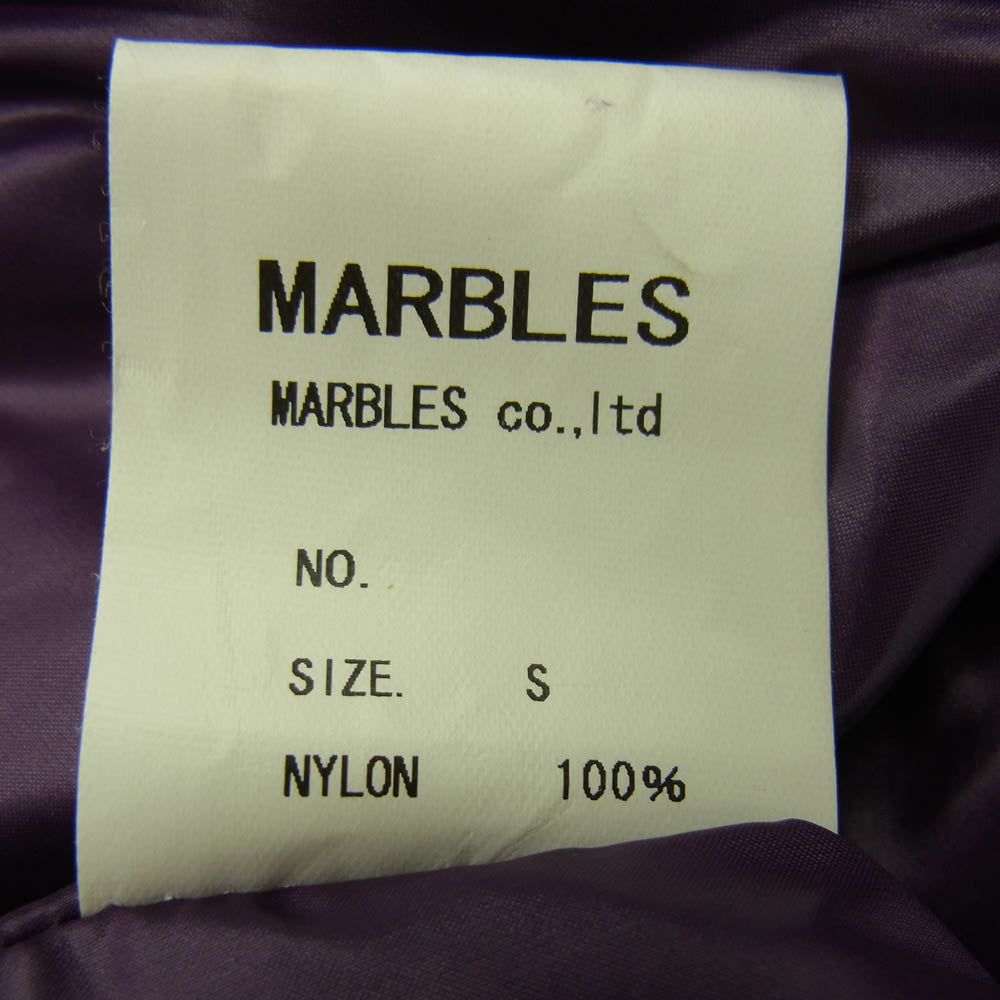 MARBLES
MARBLES co.,ltd
NO.
SIZE. S
NYLON 100%